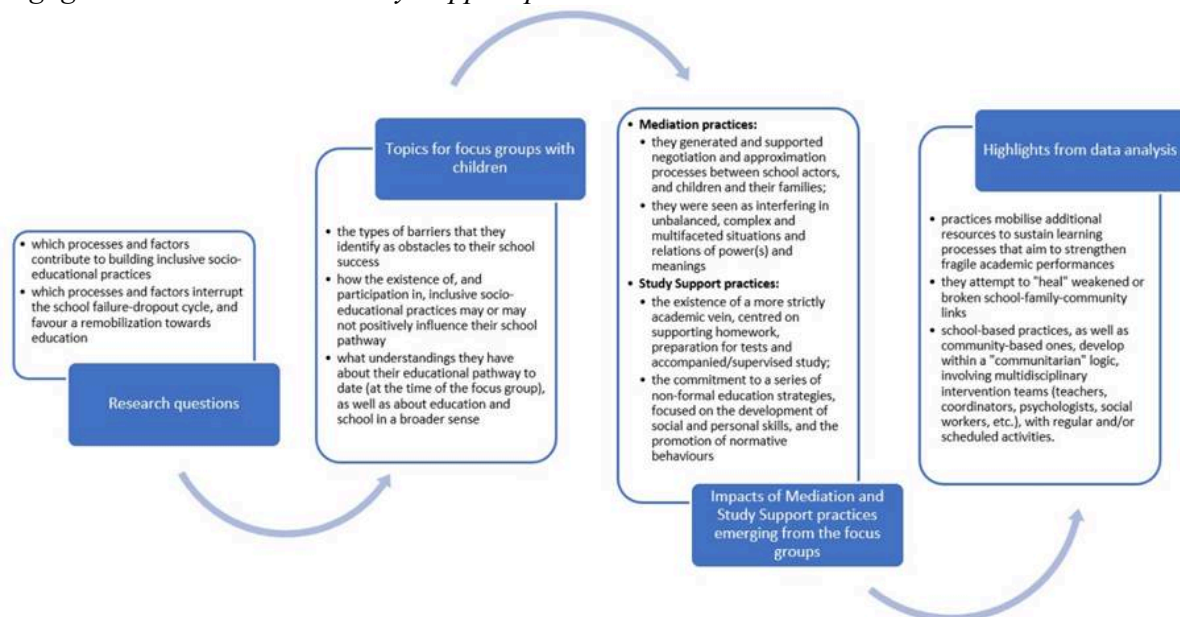 which processes and factors
contribute to building inclusive socio-
educational practices
which processes and factors interrupt
the school failure-dropout cycle, and
favour a remobilization towards
education
Research questions
Topics for focus groups with
children
the types of barriers that they
identify as obstacles to their school
success
how the existence of, and
participation in, inclusive socio-
educational practices may or may
not positively influence their school
pathway
what understandings they have
about their educational pathway to
date (at the time of the focus group),
as well as about education and
school in a broader sense
Mediation practices:
they generated and supported
negotiation and approximation
processes between school actors,
and children and their families;
they were seen as interfering in
unbalanced, complex and
multifaceted situations and
relations of power(s) and
meanings
Study Support practices:
the existence of a more strictly
academic vein, centred on
supporting homework,
preparation for tests and
accompanied/supervised study;
the commitment to a series of
non-formal education strategies,
focused on the development of
social and personal skills, and the
promotion of normative
behaviours
Impacts of Mediation and
Study Support practices
emerging from the focus
groups
Highlights from data analysis
practices mobilise additional
resources to sustain learning
processes that aim to strengthen
fragile academic performances
they attempt to "heal" weakened or
broken school-family-community
links
school-based practices, as well as
community-based ones, develop
within a "communitarian" logic,
involving multidisciplinary
intervention teams (teachers,
coordinators, psychologists, social
workers, etc.), with regular and/or
scheduled activities.